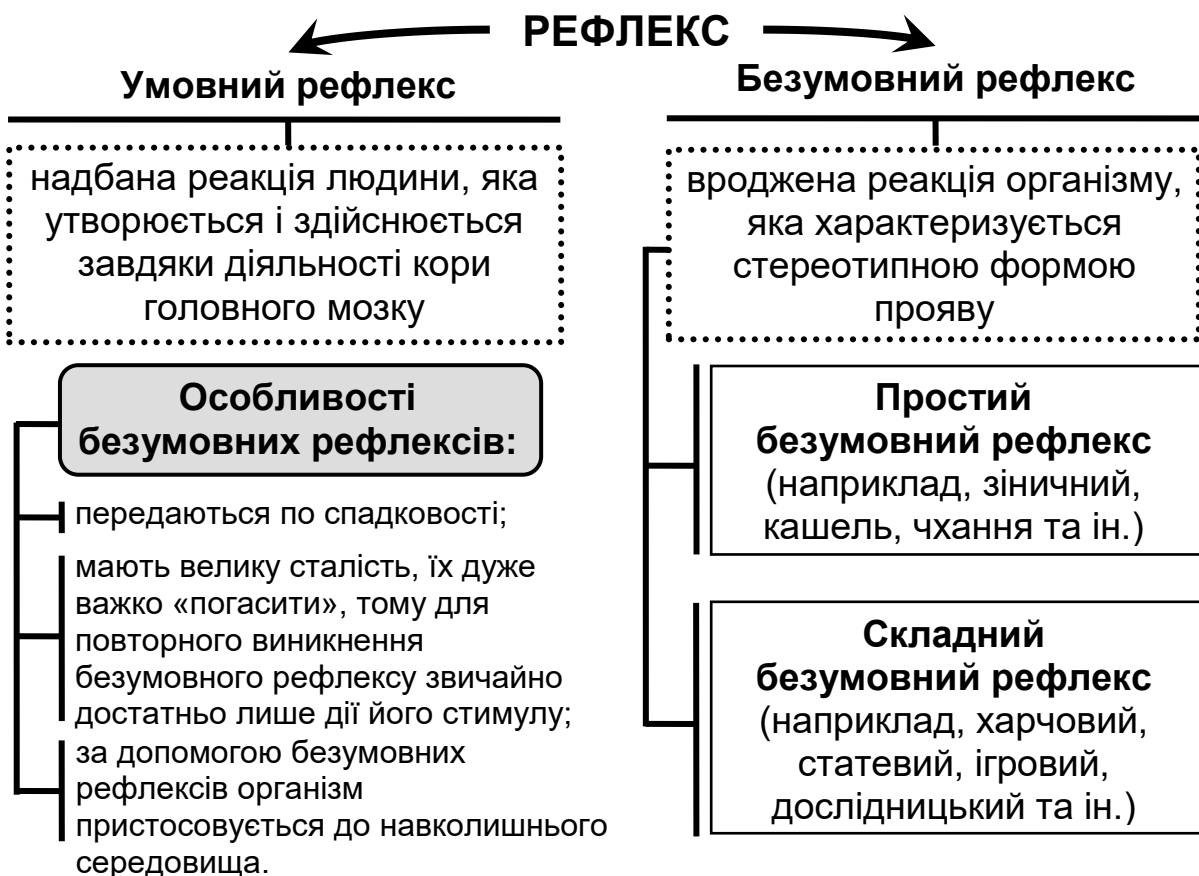 РЕФЛЕКС
Умовний рефлекс
надбана реакція людини, яка
утворюється і здійснюється
завдяки діяльності кори
головного мозку
Особливості
безумовних рефлексів:
передаються по спадковості;
мають велику сталість, їх дуже
важко «погасити», тому для
повторного виникнення
безумовного рефлексу звичайно
достатньо лише дії його стимулу;
за допомогою безумовних
рефлексів організм
пристосовується до навколишнього
середовища.
Безумовний рефлекс
вроджена реакція організму,
яка характеризується
стереотипною формою
прояву
Простий
безумовний рефлекс
(наприклад, зіничний,
кашель, чхання та ін.)
Складний
безумовний рефлекс
(наприклад, харчовий,
статевий, ігровий,
дослідницький та ін.)